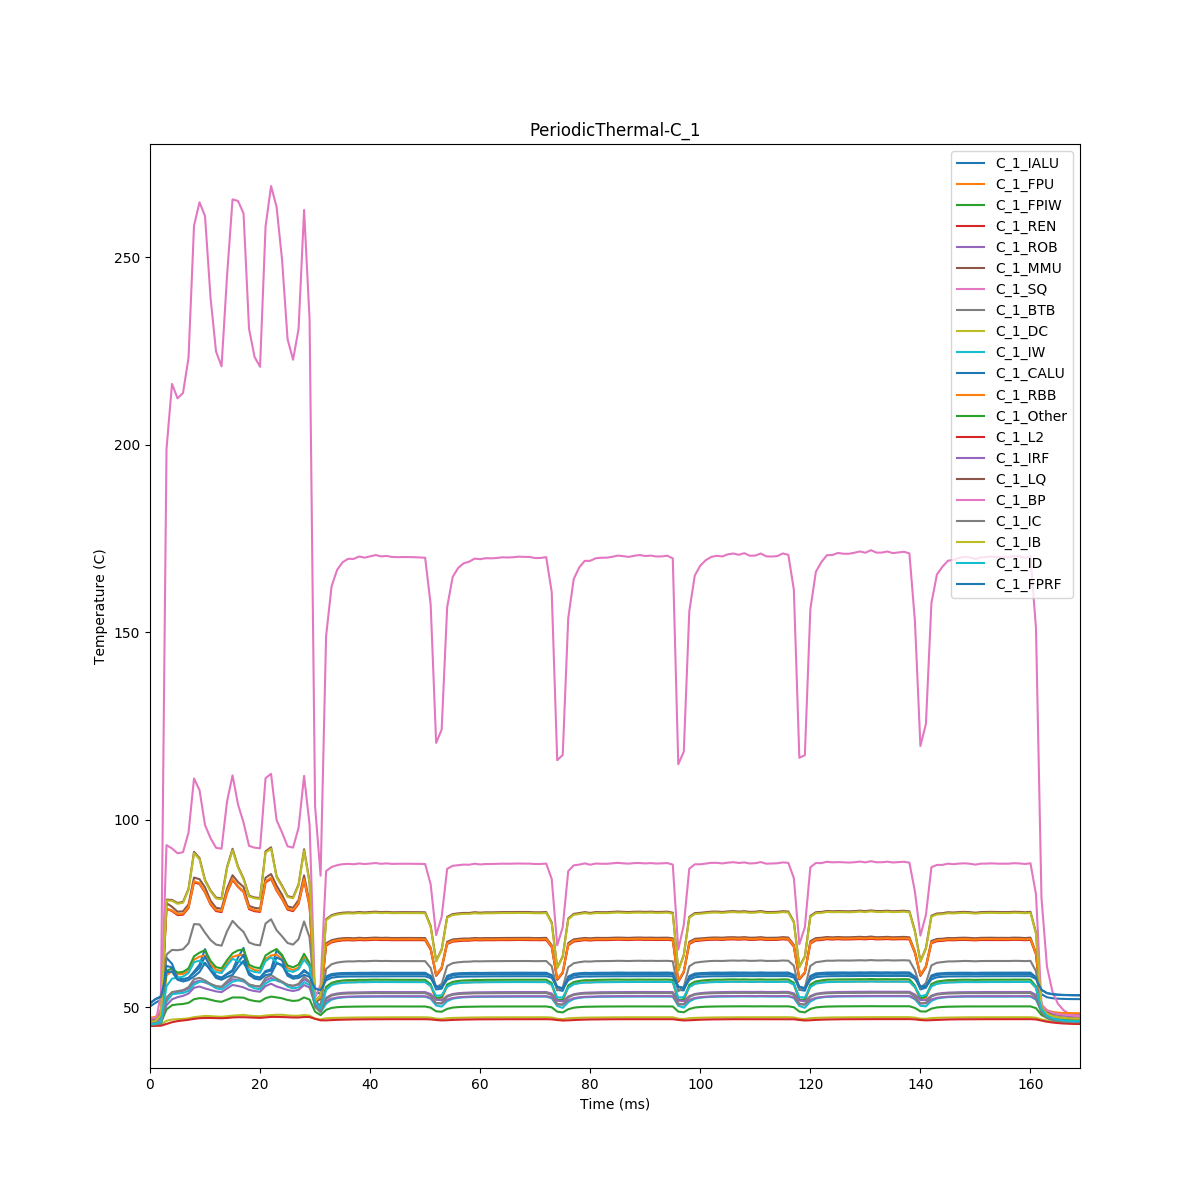 PeriodicThermal-C_1
250
200
150
100
50
Temperature (C)
C_1_IALU
C_1_FPU
C_1_FPIW
C_1_REN
C_1_ROB
C_1_MMU
C_1_SQ
C_1_BTB
C_1_DC
C_1_IW
C_1_CALU
C_1_RBB
C_1_Other
C_1_L2
C_1_IRF
C_1_LQ
C_1_BP
C_1_IC
C_1_IB
C_1_ID
C_1_FPRF
0 20 40 60 80 100 120 140 160
Time (ms)